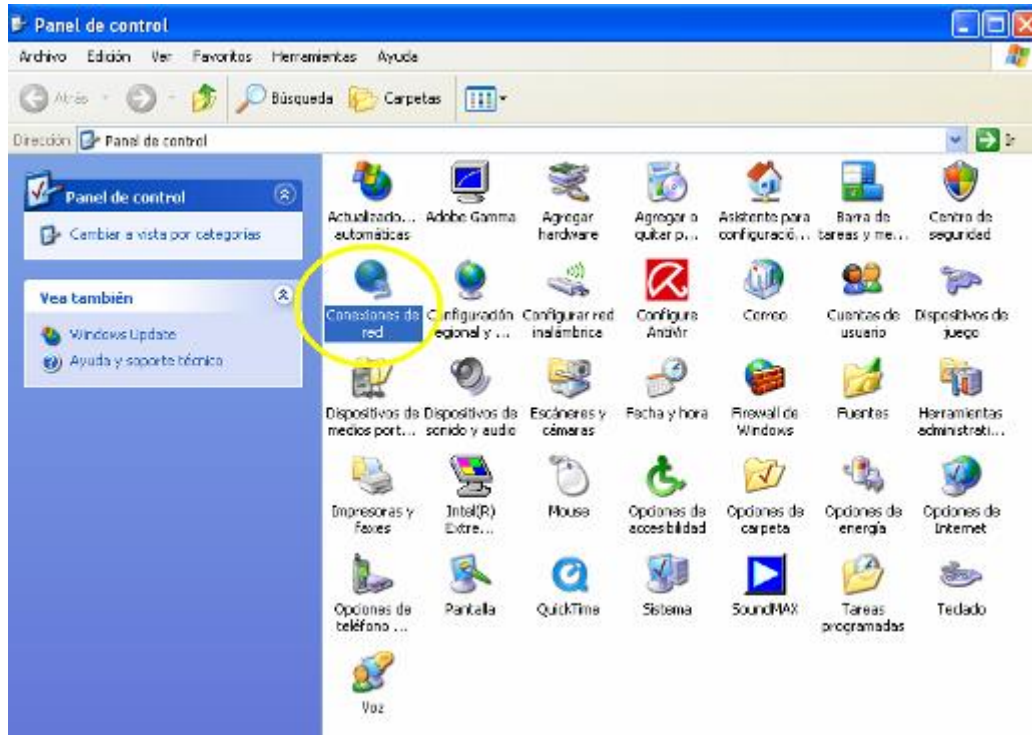 Panel de control
Archivo Edición Ver Favoritos Herramientas Ayuda
Atrás Búsqueda Carpetas
Dirección Panel de control Ir
Panel de control
Cambiar a vista por categorías
Vea también
Windows Update
Ayuda y soporte técnico
Actualizacio... Adobe Gamma Agregar Agregar o Asistente para Barra de Centro de
automáticas hardware quitar p... configuració... tareas y me... seguridad
Conexiones de Configuración Configurar red Configure Correo Cuentas de Dispositivos de
red regional y ... inalámbrica AntiVir usuario juego
Dispositivos de Dispositivos de Escáneres y Fecha y hora Firewall de Fuentes Herramientas
medios port... sonido y audio cámaras Windows administrati...
Impresoras y Intel(R) Mouse Opciones de Opciones de Opciones de Opciones de
faxes Extre... accesibilidad carpeta energía Internet
Opciones de Pantalla QuickTime Sistema SoundMAX Tareas Teclado
teléfono ... programadas
Voz